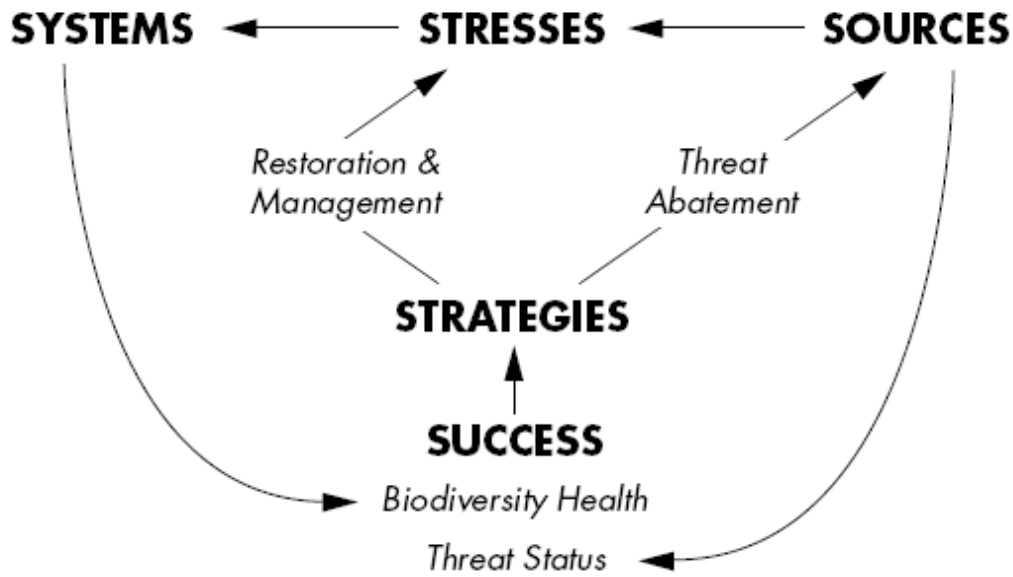 SYSTEMS
STRESSES
SOURCES
Restoration &
Management
Threat
Abatement
STRATEGIES
SUCCESS
Biodiversity Health
Threat Status